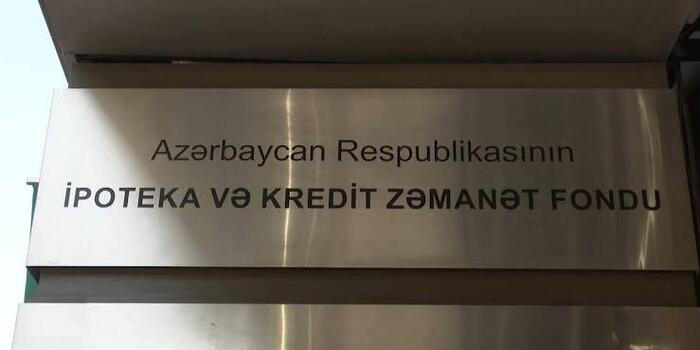 Azərbaycan Respublikasının
İPOTEKA VƏ KREDİT ZƏMANƏT FONDU